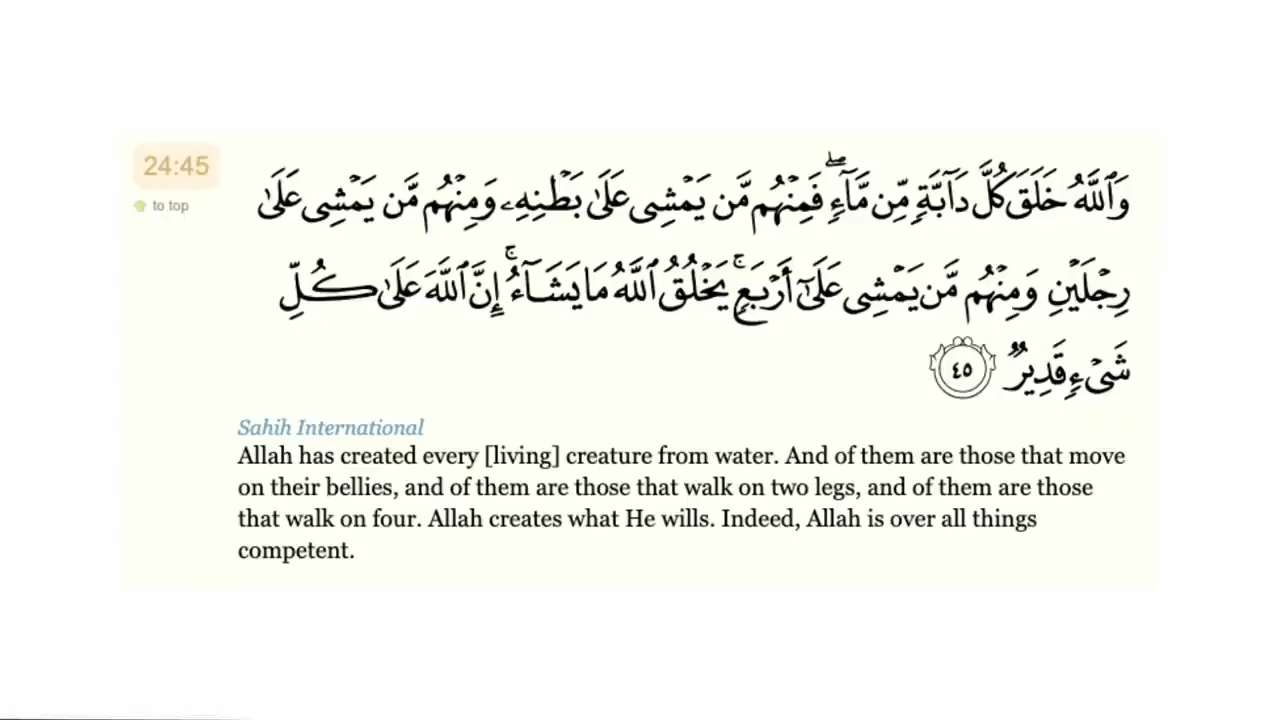 24:45
to top
وَٱللَّهُ خَلَقَ كُلَّ دَآبَّةٍ مِّن مَّآءٍ ۖ فَمِنْهُم مَّن يَمْشِى عَلَىٰ بَطْنِهِۦ وَمِنْهُم مَّن يَمْشِى عَلَىٰ
رِجْلَيْنِ وَمِنْهُم مَّن يَمْشِى عَلَىٰٓ أَرْبَعٍ ۚ يَخْلُقُ ٱللَّهُ مَا يَشَآءُ ۚ إِنَّ ٱللَّهَ عَلَىٰ كُلِّ
شَىْءٍ قَدِيرٌ ٤٥
Sahih International
Allah has created every [living] creature from water. And of them are those that move
on their bellies, and of them are those that walk on two legs, and of them are those
that walk on four. Allah creates what He wills. Indeed, Allah is over all things
competent.